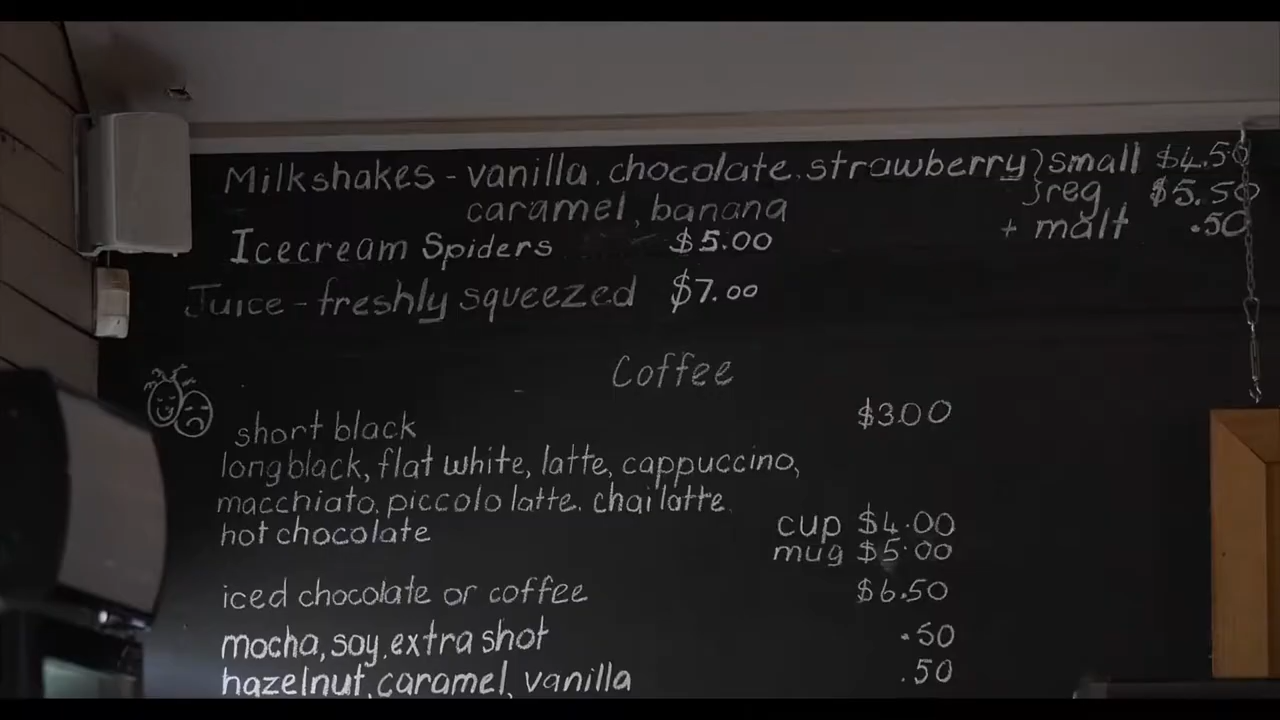 Milkshakes - vanilla, chocolate, strawberry } small $4.50
caramel, banana } reg $5.50
+ malt .50
Icecream Spiders $5.00
Juice - freshly squeezed $7.00
Coffee
short black $3.00
long black, flat white, latte, cappuccino,
macchiato, piccolo latte, chai latte
hot chocolate cup $4.00
mug $5.00
iced chocolate or coffee $6.50
mocha, soy, extra shot .50
hazelnut, caramel, vanilla .50